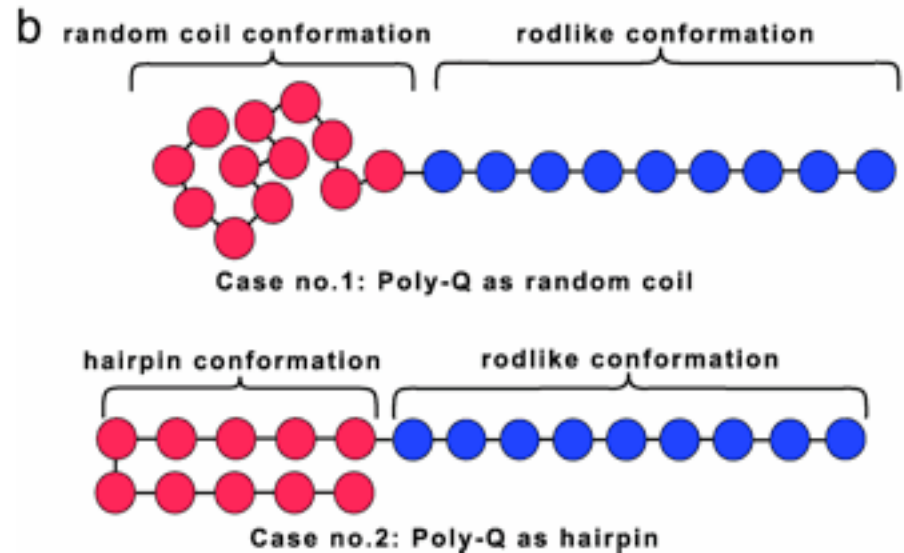 b
random coil conformation
rodlike conformation
Case no.1: Poly-Q as random coil
hairpin conformation
rodlike conformation
Case no.2: Poly-Q as hairpin